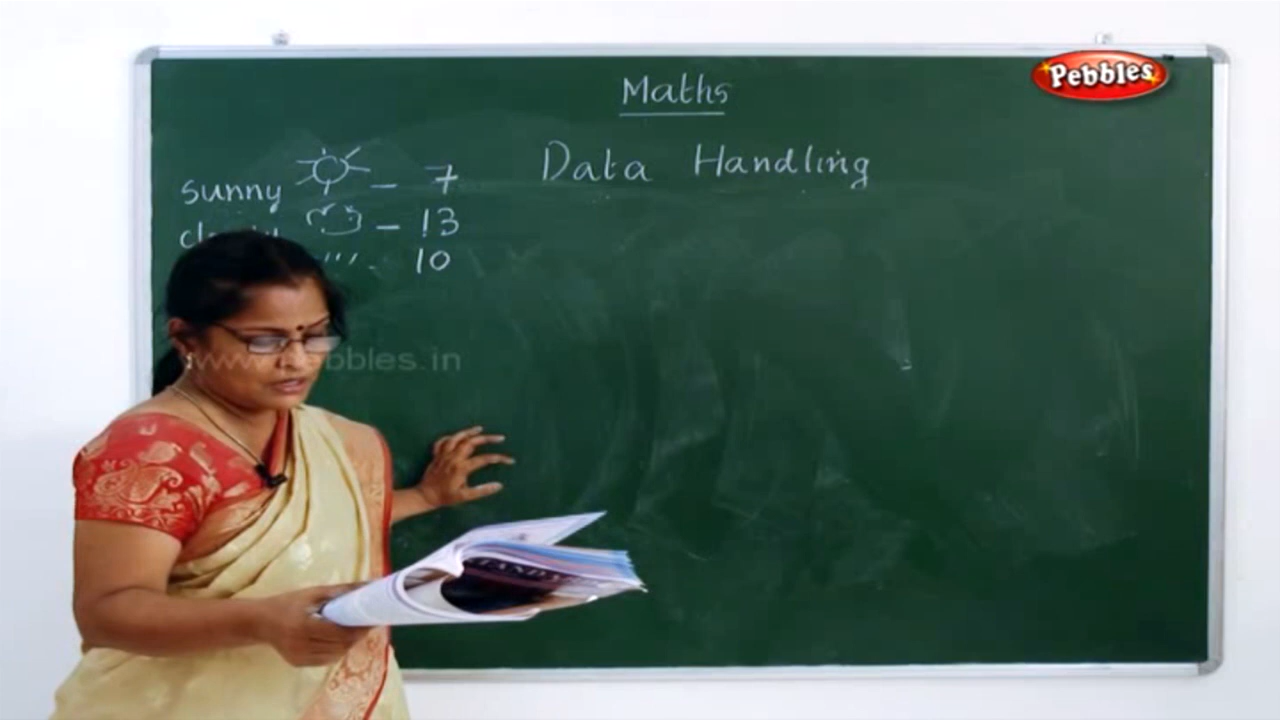 Maths
Pebbles
Data Handling
sunny - 7
- 13
10
www.pebbles.in